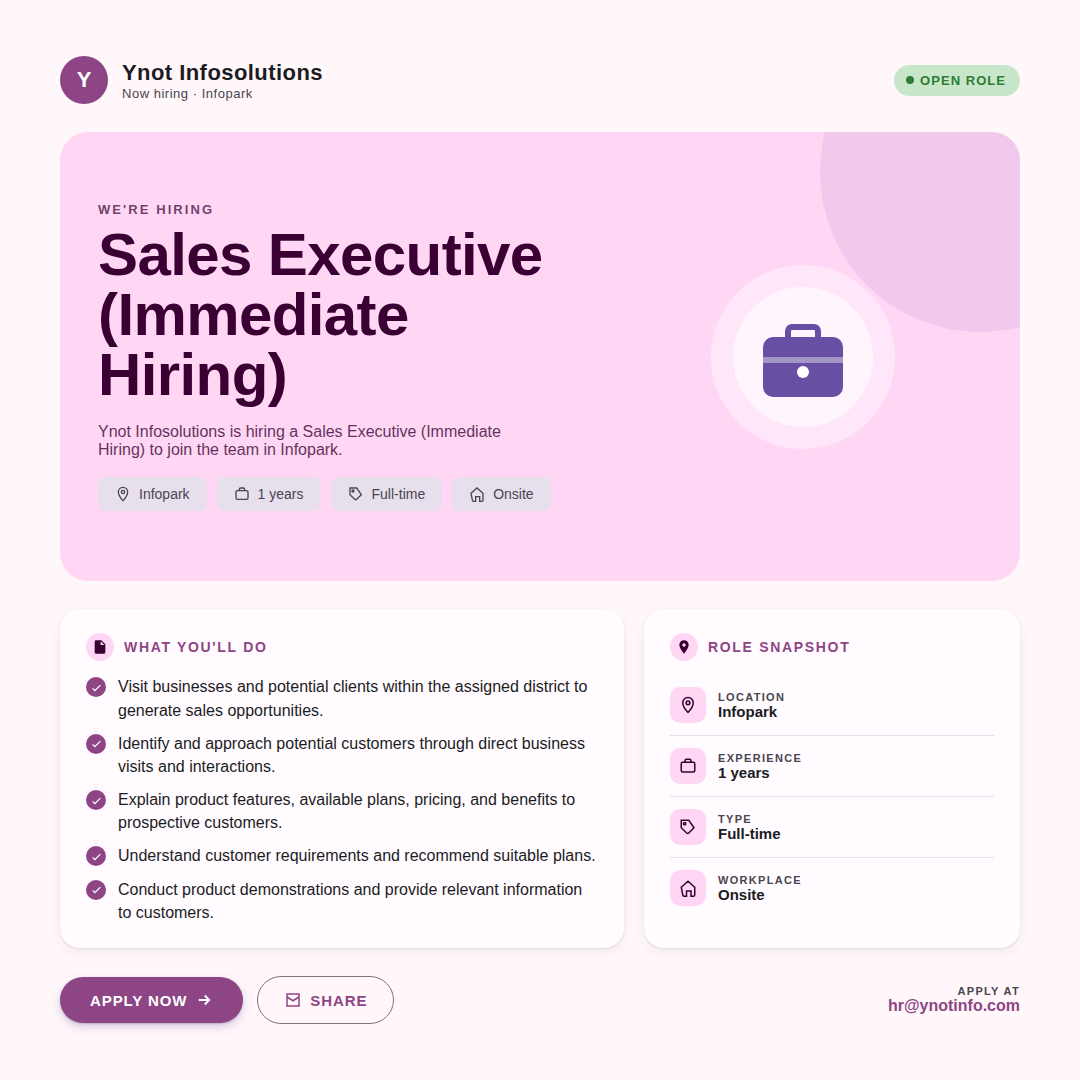 Y
Ynot Infosolutions
Now hiring · Infopark
OPEN ROLE
WE'RE HIRING
Sales Executive
(Immediate
Hiring)
Ynot Infosolutions is hiring a Sales Executive (Immediate
Hiring) to join the team in Infopark.
Infopark
1 years
Full-time
Onsite
WHAT YOU'LL DO
Visit businesses and potential clients within the assigned district to
generate sales opportunities.
Identify and approach potential customers through direct business
visits and interactions.
Explain product features, available plans, pricing, and benefits to
prospective customers.
Understand customer requirements and recommend suitable plans.
Conduct product demonstrations and provide relevant information
to customers.
ROLE SNAPSHOT
LOCATION
Infopark
EXPERIENCE
1 years
TYPE
Full-time
WORKPLACE
Onsite
APPLY NOW
SHARE
APPLY AT
hr@ynotinfo.com